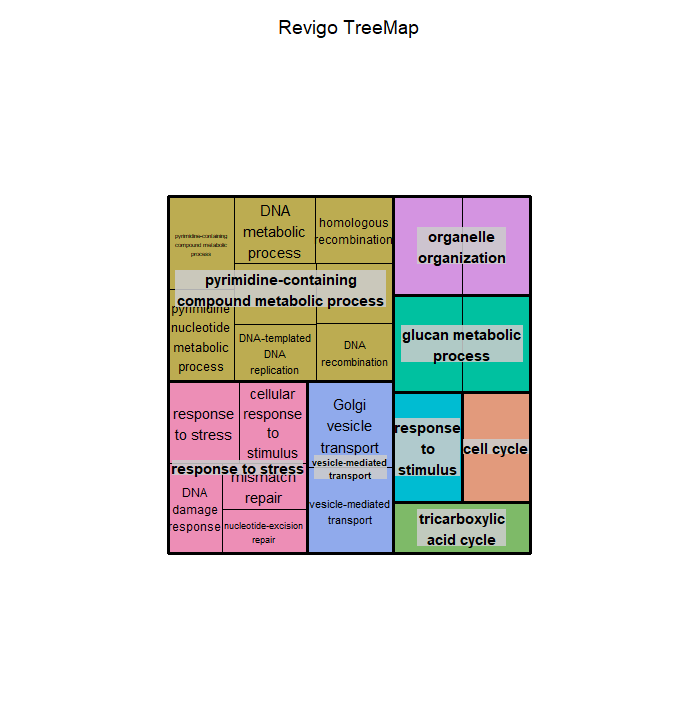 Revigo TreeMap
pyrimidine-containing
compound metabolic
process
DNA
metabolic
process
homologous
recombination
pyrimidine-containing
compound metabolic process
pyrimidine
nucleotide
metabolic
process
DNA-templated
DNA
replication
DNA
recombination
organelle
organization
glucan metabolic
process
response
to stress
cellular
response
to
stimulus
response to stress
DNA
damage
response
mismatch
repair
nucleotide-excision
repair
Golgi
vesicle
transport
vesicle-mediated
transport
vesicle-mediated
transport
response
to
stimulus
cell cycle
tricarboxylic
acid cycle